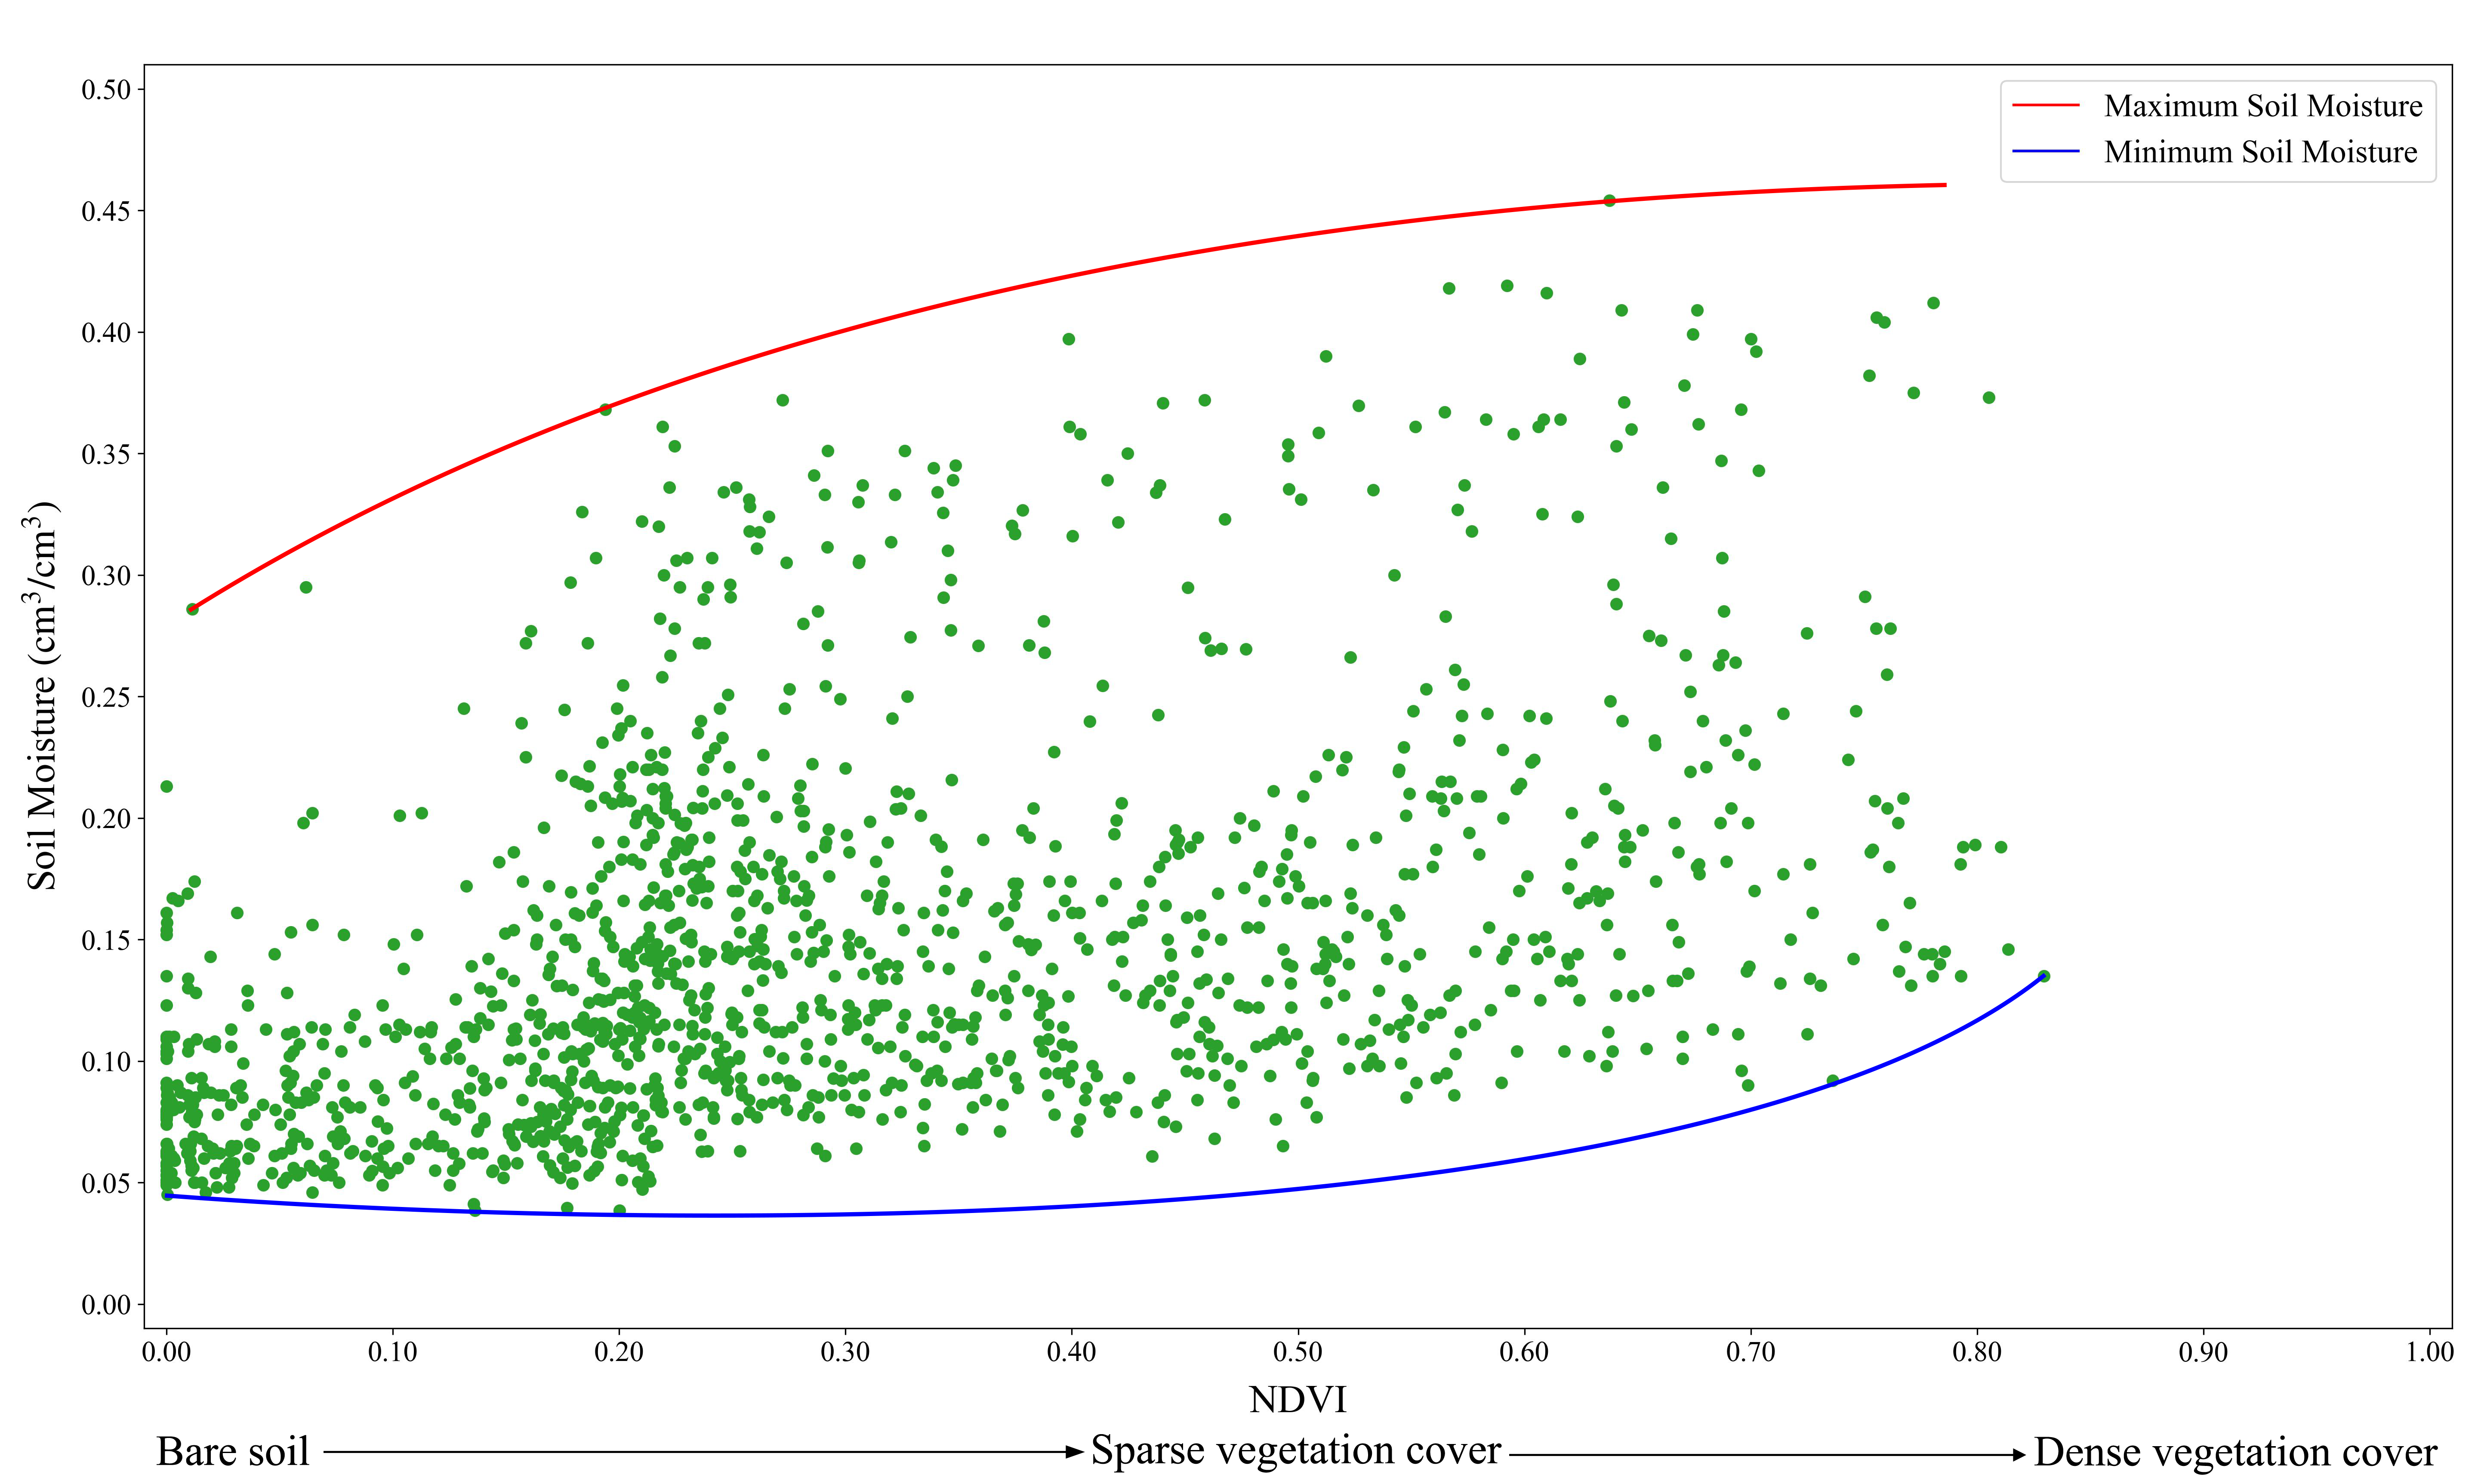 Maximum Soil Moisture
Minimum Soil Moisture
Soil Moisture (cm³/cm³)
0.50
0.45
0.40
0.35
0.30
0.25
0.20
0.15
0.10
0.05
0.00
0.00 0.10 0.20 0.30 0.40 0.50 0.60 0.70 0.80 0.90 1.00
NDVI
Bare soil Sparse vegetation cover Dense vegetation cover